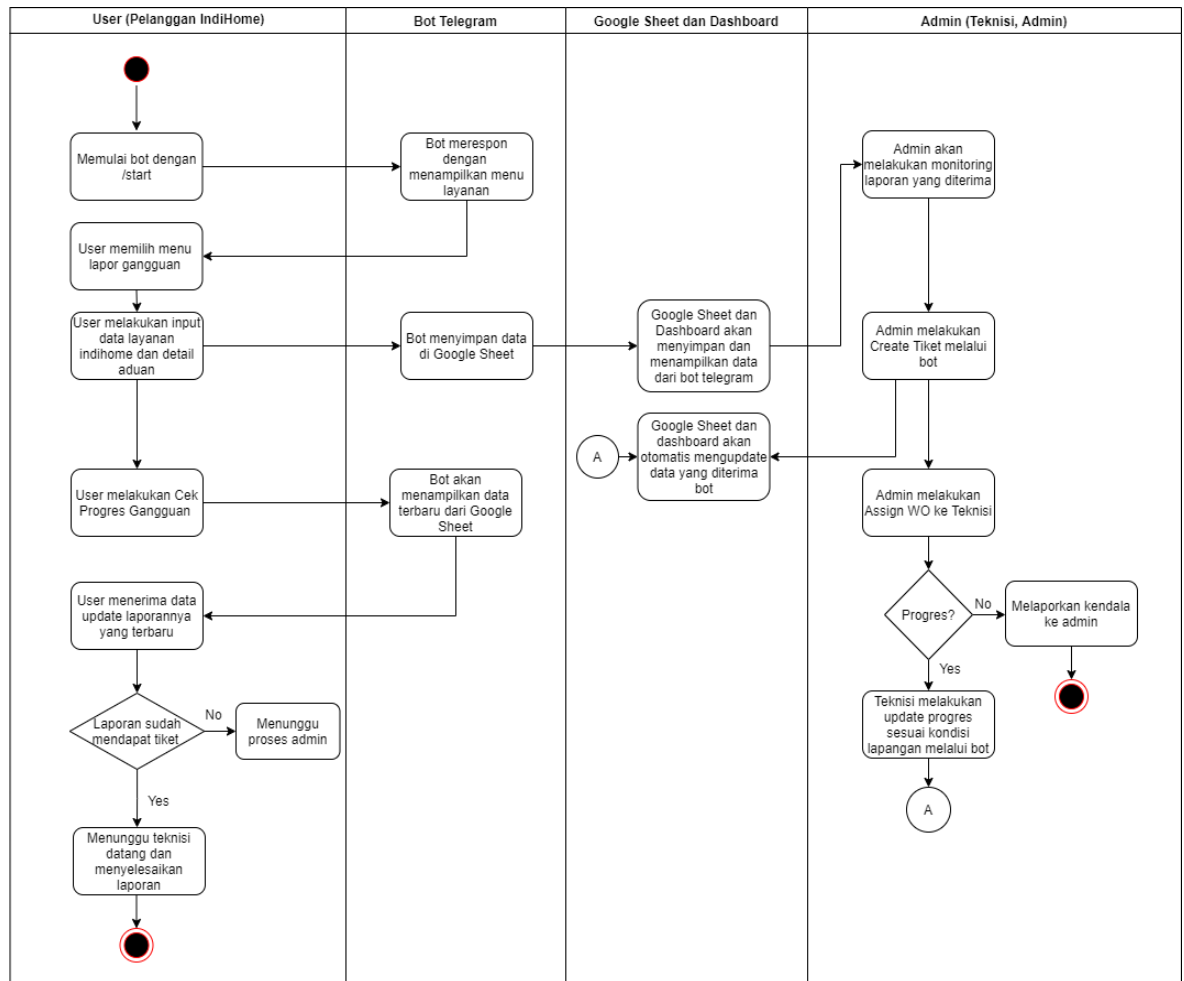 User (Pelanggan IndiHome)
Bot Telegram
Google Sheet dan Dashboard
Admin (Teknisi, Admin)
Memulai bot dengan
/start
Bot merespon
dengan
menampilkan menu
layanan
Admin akan
melakukan monitoring
laporan yang diterima
User memilih menu
lapor gangguan
User melakukan input
data layanan
indihome dan detail
aduan
Bot menyimpan data
di Google Sheet
Google Sheet dan
Dashboard akan
menyimpan dan
menampilkan data
dari bot telegram
Admin melakukan
Create Tiket melalui
bot
A
Google Sheet dan
dashboard akan
otomatis mengupdate
data yang diterima
bot
User melakukan Cek
Progres Gangguan
Bot akan
menampilkan data
terbaru dari Google
Sheet
Admin melakukan
Assign WO ke Teknisi
User menerima data
update laporannya
yang terbaru
Progres?
No
Melaporkan kendala
ke admin
Yes
Laporan sudah
mendapat tiket
No
Menunggu
proses admin
Teknisi melakukan
update progres
sesuai kondisi
lapangan melalui bot
Yes
A
Menunggu teknisi
datang dan
menyelesaikan
laporan